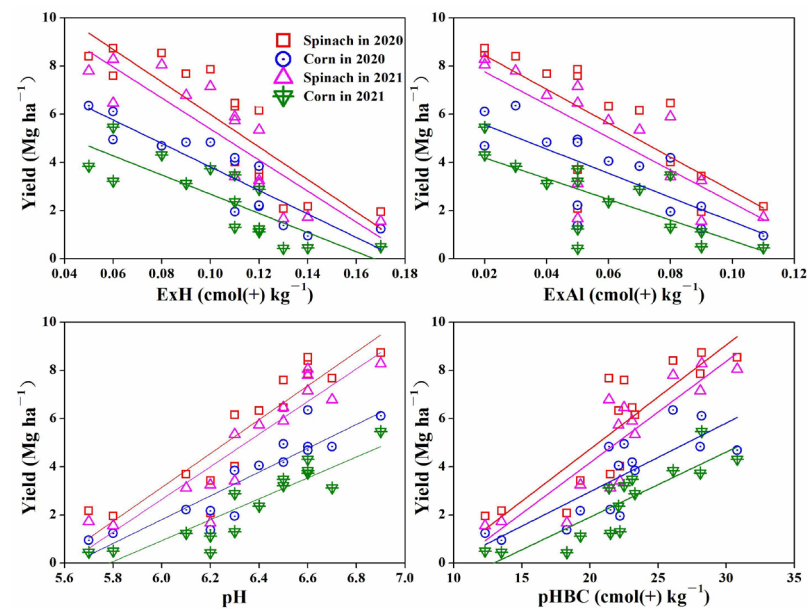 10
8
6
4
2
0
Yield (Mg ha⁻¹)
Spinach in 2020
Corn in 2020
Spinach in 2021
Corn in 2021
0.04 0.06 0.08 0.10 0.12 0.14 0.16 0.18
ExH (cmol(+) kg⁻¹)
10
8
6
4
2
0
Yield (Mg ha⁻¹)
0.02 0.04 0.06 0.08 0.10 0.12
ExAl (cmol(+) kg⁻¹)
10
8
6
4
2
0
Yield (Mg ha⁻¹)
5.6 5.8 6.0 6.2 6.4 6.6 6.8 7.0
pH
10
8
6
4
2
0
Yield (Mg ha⁻¹)
10 15 20 25 30 35
pHBC (cmol(+) kg⁻¹)